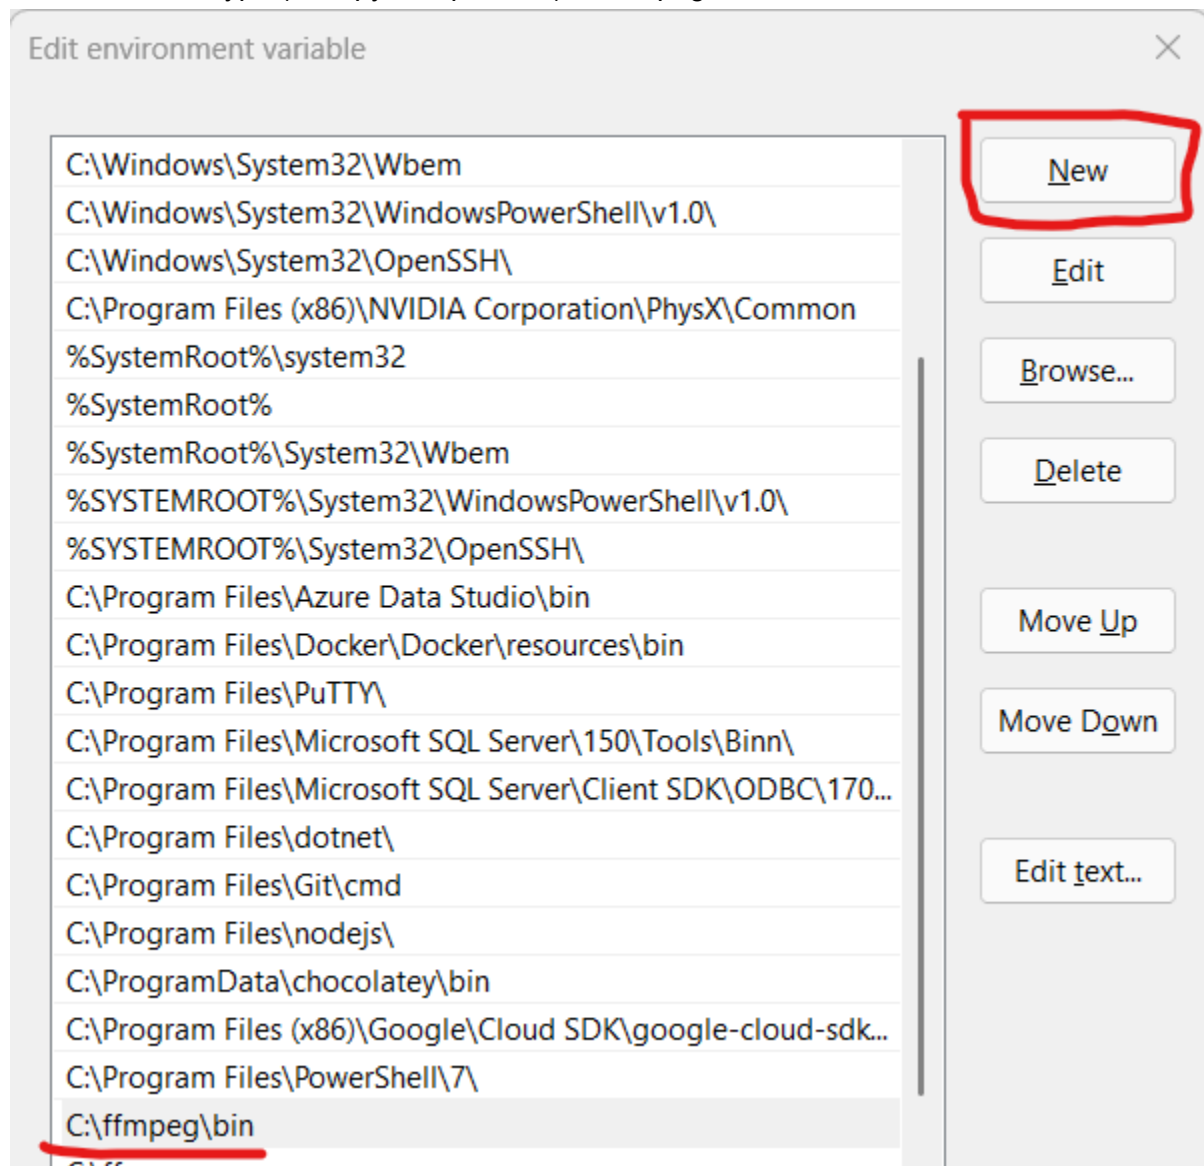 Edit environment variable
C:\Windows\System32\Wbem
New
C:\Windows\System32\WindowsPowerShell\v1.0\
C:\Windows\System32\OpenSSH\
Edit
C:\Program Files (x86)\NVIDIA Corporation\PhysX\Common
%SystemRoot%\system32
Browse...
%SystemRoot%
%SystemRoot%\System32\Wbem
Delete
%SYSTEMROOT%\System32\WindowsPowerShell\v1.0\
%SYSTEMROOT%\System32\OpenSSH\
C:\Program Files\Azure Data Studio\bin
Move Up
C:\Program Files\Docker\Docker\resources\bin
C:\Program Files\PuTTY\
Move Down
C:\Program Files\Microsoft SQL Server\150\Tools\Binn\
C:\Program Files\Microsoft SQL Server\Client SDK\ODBC\170...
C:\Program Files\dotnet\
Edit text...
C:\Program Files\Git\cmd
C:\Program Files\nodejs\
C:\ProgramData\chocolatey\bin
C:\Program Files (x86)\Google\Cloud SDK\google-cloud-sdk...
C:\Program Files\PowerShell\7\
C:\ffmpeg\bin